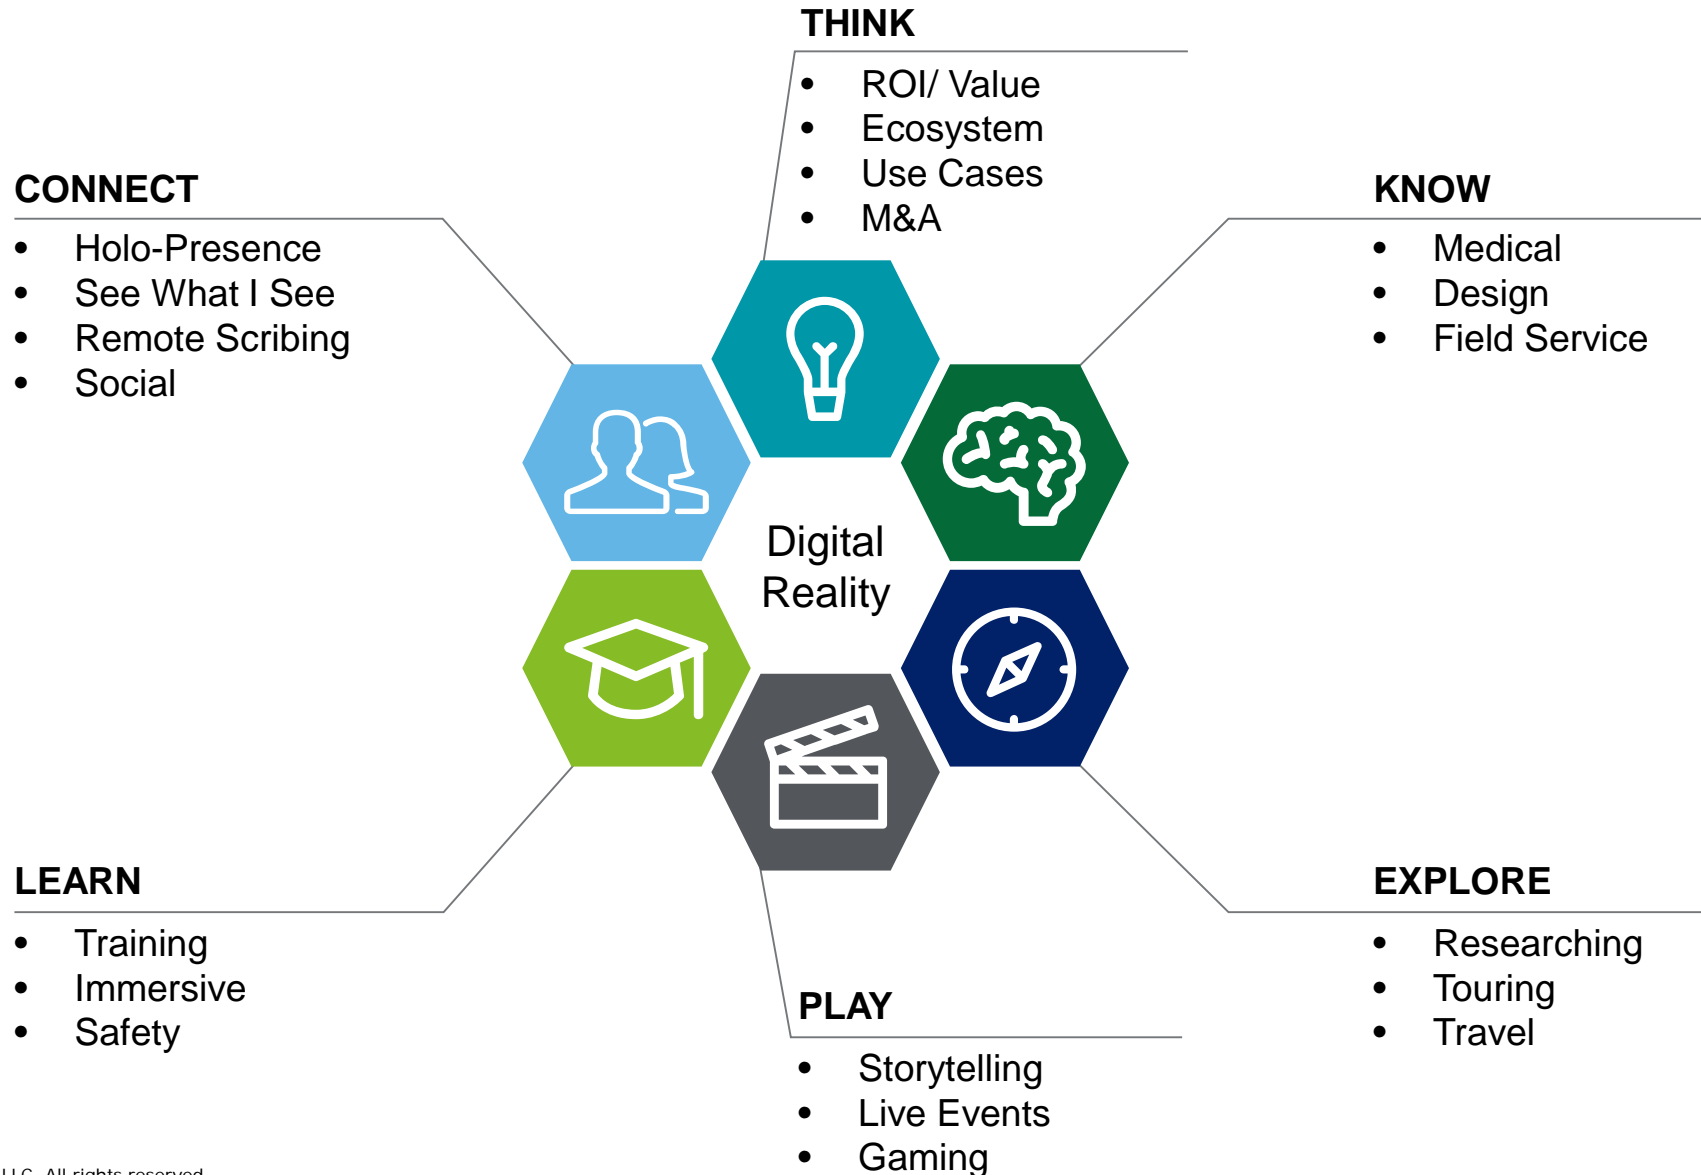 THINK
• ROI/ Value
• Ecosystem
• Use Cases
• M&A
CONNECT
• Holo-Presence
• See What I See
• Remote Scribing
• Social
KNOW
• Medical
• Design
• Field Service
Digital
Reality
LEARN
• Training
• Immersive
• Safety
PLAY
• Storytelling
• Live Events
• Gaming
EXPLORE
• Researching
• Touring
• Travel
LLC. All rights reserved